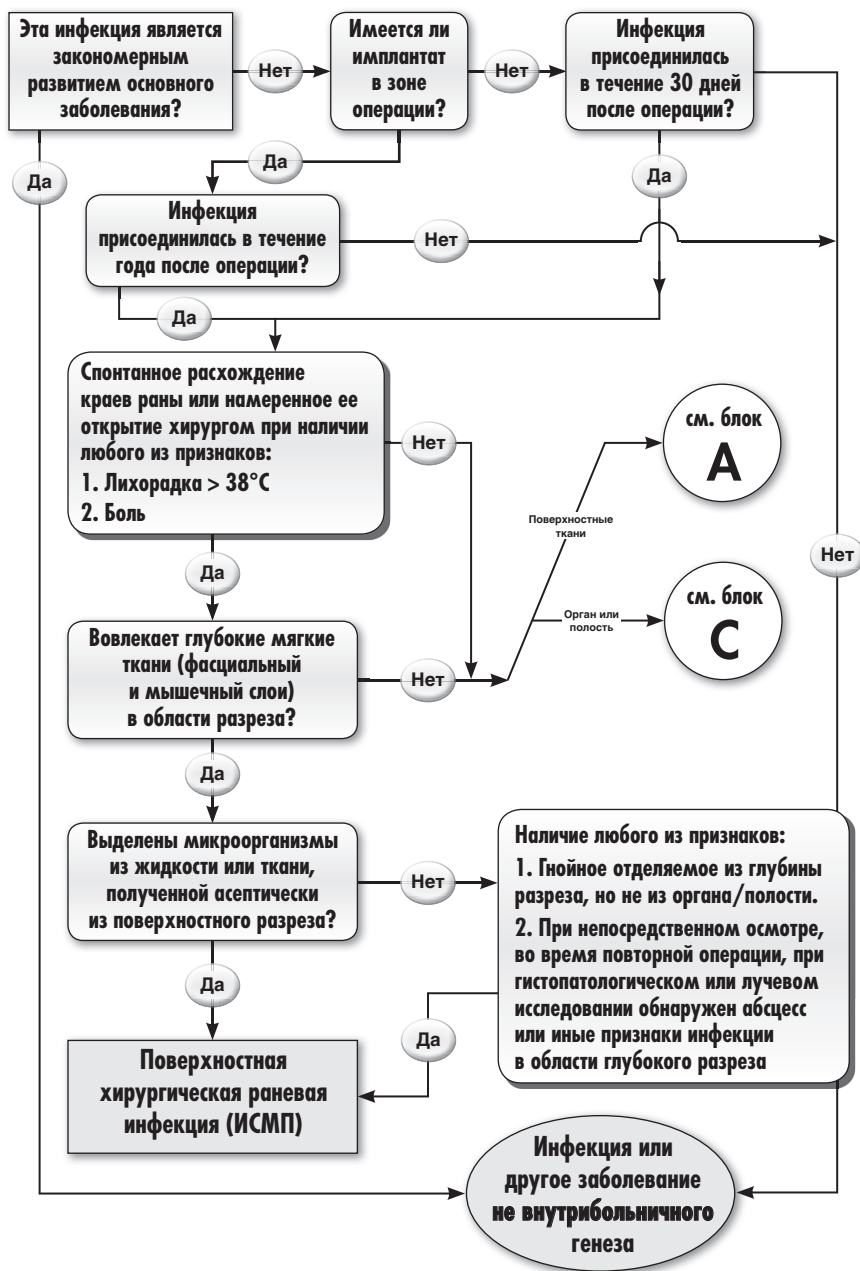 Эта инфекция является
закономерным
развитием основного
заболевания?
Нет
Имеется ли
имплантат
в зоне
операции?
Нет
Инфекция
присоединилась
в течение 30 дней
после операции?
Да
Да
Да
Инфекция
присоединилась в течение
года после операции?
Нет
Да
Спонтанное расхождение
краев раны или намеренное ее
открытие хирургом при наличии
любого из признаков:
1. Лихорадка > 38°С
2. Боль
Нет
см. блок
А
Поверхностные
ткани
Нет
Да
Орган или
полость
см. блок
С
Вовлекает глубокие мягкие
ткани (фасциальный
и мышечный слои)
в области разреза?
Нет
Да
Выделены микроорганизмы
из жидкости или ткани,
полученной асептически
из поверхностного разреза?
Нет
Наличие любого из признаков:
1. Гнойное отделяемое из глубины
разреза, но не из органа/полости.
2. При непосредственном осмотре,
во время повторной операции, при
гистопатологическом или лучевом
исследовании обнаружен абсцесс
или иные признаки инфекции
в области глубокого разреза
Да
Да
Поверхностная
хирургическая раневая
инфекция (ИСМП)
Инфекция или
другое заболевание
не внутрибольничного
генеза